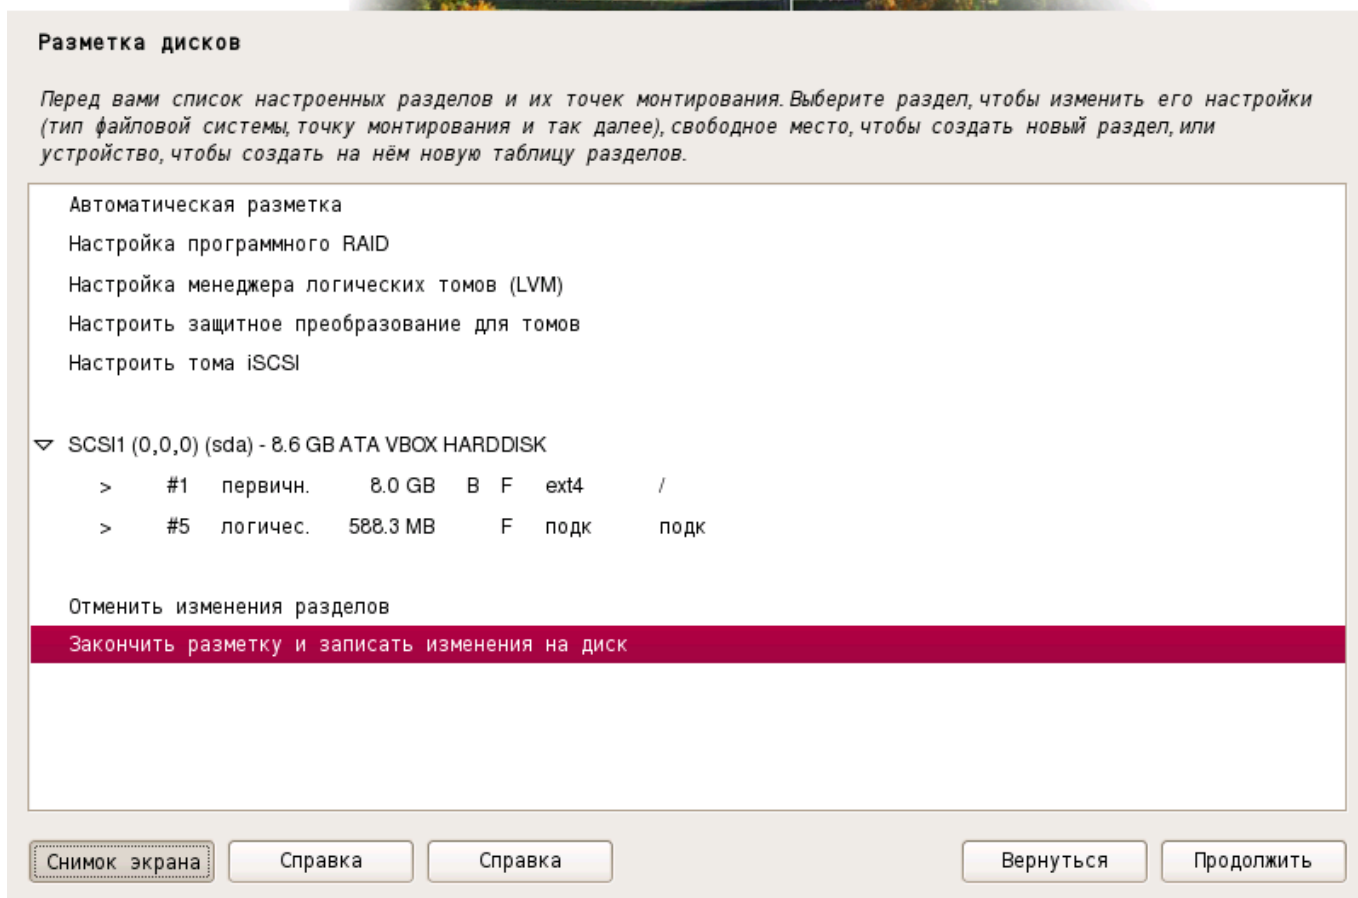 Разметка дисков
Перед вами список настроенных разделов и их точек монтирования. Выберите раздел, чтобы изменить его настройки
(тип файловой системы, точку монтирования и так далее), свободное место, чтобы создать новый раздел, или
устройство, чтобы создать на нём новую таблицу разделов.
Автоматическая разметка
Настройка программного RAID
Настройка менеджера логических томов (LVM)
Настроить защитное преобразование для томов
Настроить тома iSCSI
SCSI1 (0,0,0) (sda) - 8.6 GB ATA VBOX HARDDISK
> #1 первичн. 8.0 GB B F ext4 /
> #5 логичес. 588.3 MB F подк подк
Отменить изменения разделов
Закончить разметку и записать изменения на диск
Снимок экрана Справка Справка Вернуться Продолжить